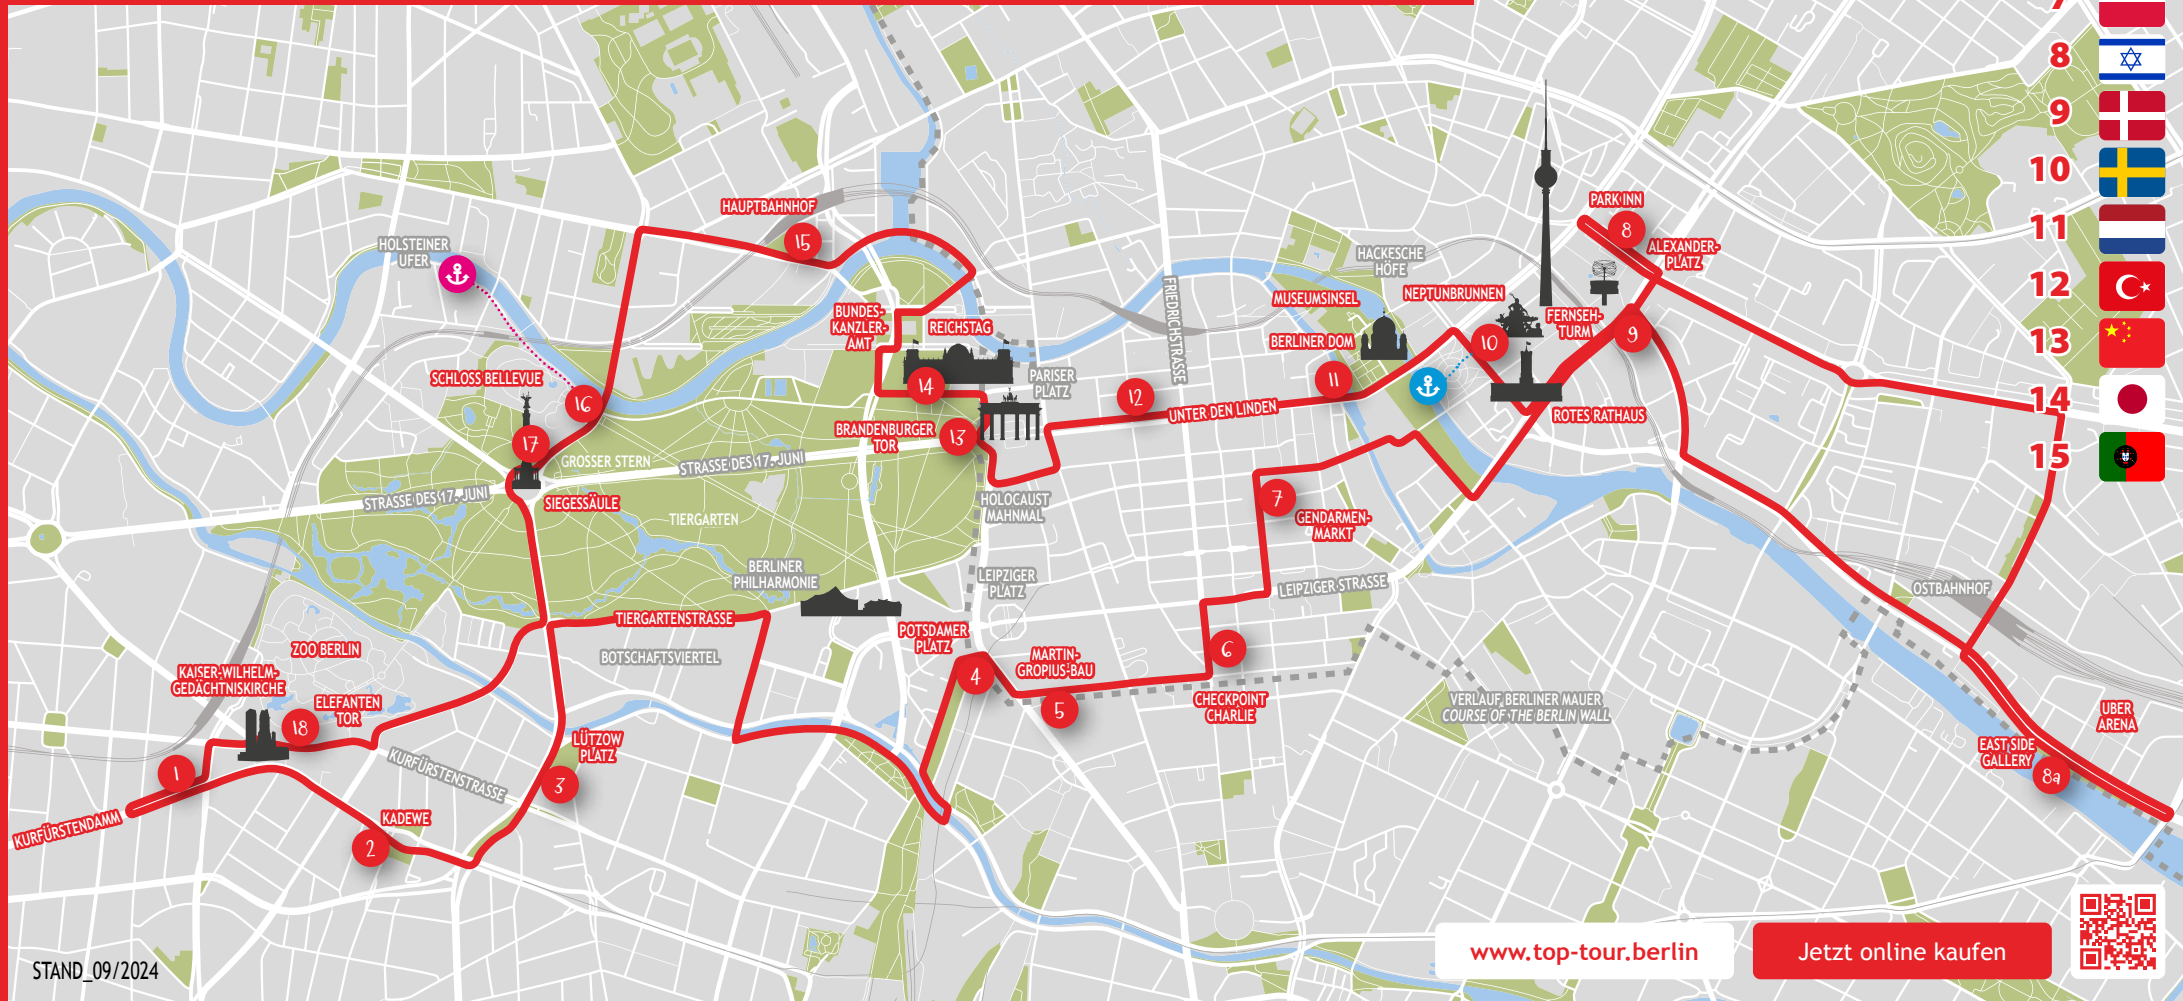 7
8
9
10
11
12
13
14
15
HAUPTBAHNHOF
15
HOLSTEINER
UFER
PARK INN
8
ALEXANDER-
PLATZ
HACKESCHE
HÖFE
FRIEDRICHSTRASSE
MUSEUMSINSEL
NEPTUNBRUNNEN
BERLINER DOM
FERNSEH-
TURM
9
10
BUNDES-
KANZLER-
AMT
REICHSTAG
14
PARISER
PLATZ
SCHLOSS BELLEVUE
16
17
11
12
UNTER DEN LINDEN
ROTES RATHAUS
BRANDENBURGER
TOR
13
GROSSER STERN
STRASSE DES 17. JUNI
STRASSE DES 17. JUNI
SIEGESSÄULE
TIERGARTEN
HOLOCAUST
MAHNMAL
7
GENDARMEN-
MARKT
BERLINER
PHILHARMONIE
LEIPZIGER
PLATZ
LEIPZIGER STRASSE
OSTBAHNHOF
TIERGARTENSTRASSE
POTSDAMER
PLATZ
4
MARTIN-
GROPIUS-BAU
5
6
CHECKPOINT
CHARLIE
BOTSCHAFTSVIERTEL
ZOO BERLIN
KAISER-WILHELM-
GEDÄCHTNISKIRCHE
ELEFANTEN
TOR
18
1
KURFÜRSTENDAMM
KURFÜRSTENSTRASSE
LÜTZOW
PLATZ
3
KADEWE
2
VERLAUF BERLINER MAUER
COURSE OF THE BERLIN WALL
UBER
ARENA
EAST SIDE
GALLERY
8a
STAND_09/2024
www.top-tour.berlin
Jetzt online kaufen